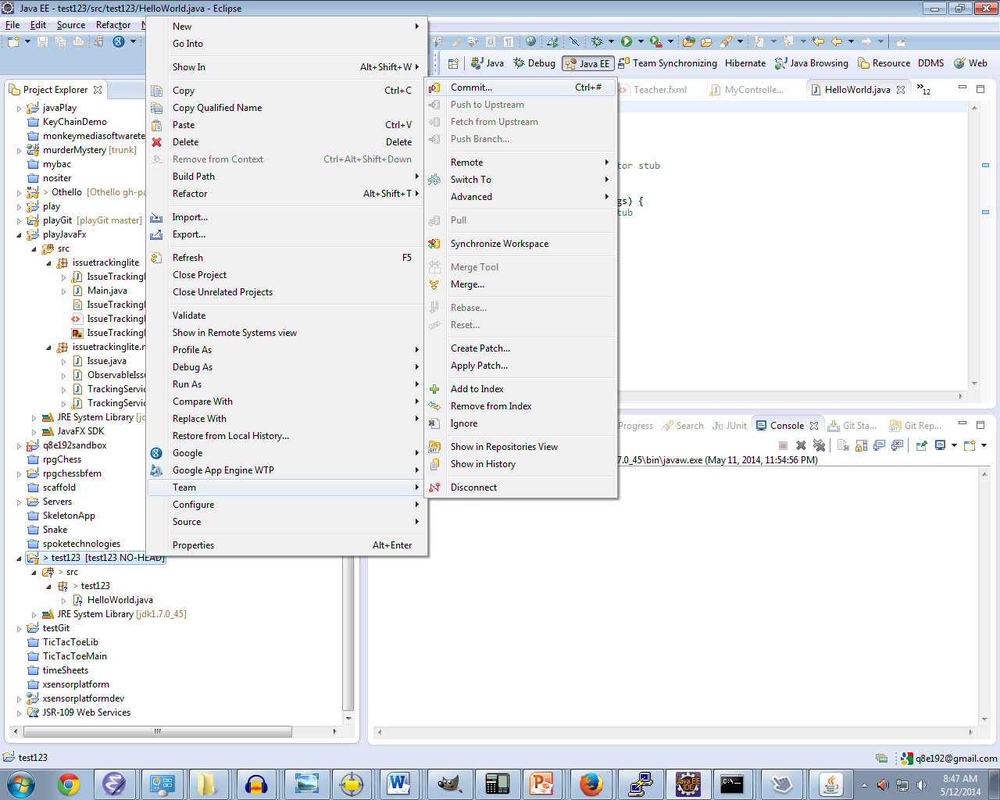 Java EE - test123/src/test123/HelloWorld.java - Eclipse
File Edit Source Refactor
Java Debug Java EE Team Synchronizing Hibernate Java Browsing Resource DDMS Web
Project Explorer
javaPlay
KeyChainDemo
monkeymediasoftwarete
murderMystery [trunk]
mybac
nositer
> Othello [Othello gh-pa
play
playGit [playGit master]
playJavaFx
src
issuetrackinglite
IssueTrackingl
Main.java
IssueTrackingl
IssueTrackingl
IssueTrackingl
issuetrackinglite.r
Issue.java
ObservableIssu
TrackingServic
TrackingServic
JRE System Library [jd
JavaFX SDK
q8e192sandbox
rpgChess
rpgchessbfem
scaffold
Servers
SkeletonApp
Snake
spoketechnologies
> test123 [test123 NO-HEAD]
> src
> test123
HelloWorld.java
JRE System Library [jdk1.7.0_45]
testGit
TicTacToeLib
TicTacToeMain
timeSheets
xsensorplatform
xsensorplatformdev
JSR-109 Web Services
New
Go Into
Show In Alt+Shift+W
Copy Ctrl+C
Copy Qualified Name
Paste Ctrl+V
Delete Delete
Remove from Context Ctrl+Alt+Shift+Down
Build Path
Refactor Alt+Shift+T
Import...
Export...
Refresh F5
Close Project
Close Unrelated Projects
Validate
Show in Remote Systems view
Profile As
Debug As
Run As
Compare With
Replace With
Restore from Local History...
Google
Google App Engine WTP
Team
Configure
Source
Properties Alt+Enter
Commit... Ctrl+#
Push to Upstream
Fetch from Upstream
Push Branch...
Remote
Switch To
Advanced
Pull
Synchronize Workspace
Merge Tool
Merge...
Rebase...
Reset...
Create Patch...
Apply Patch...
Add to Index
Remove from Index
Ignore
Show in Repositories View
Show in History
Disconnect
Teacher.fxml MyControlle... HelloWorld.java »12
tor stub
gs) {
tub
Progress Search JUnit Console Git Sta... Git Rep...
7.0_45\bin\javaw.exe (May 11, 2014, 11:54:56 PM)
test123
q8e192@gmail.com
8:47 AM
5/12/2014